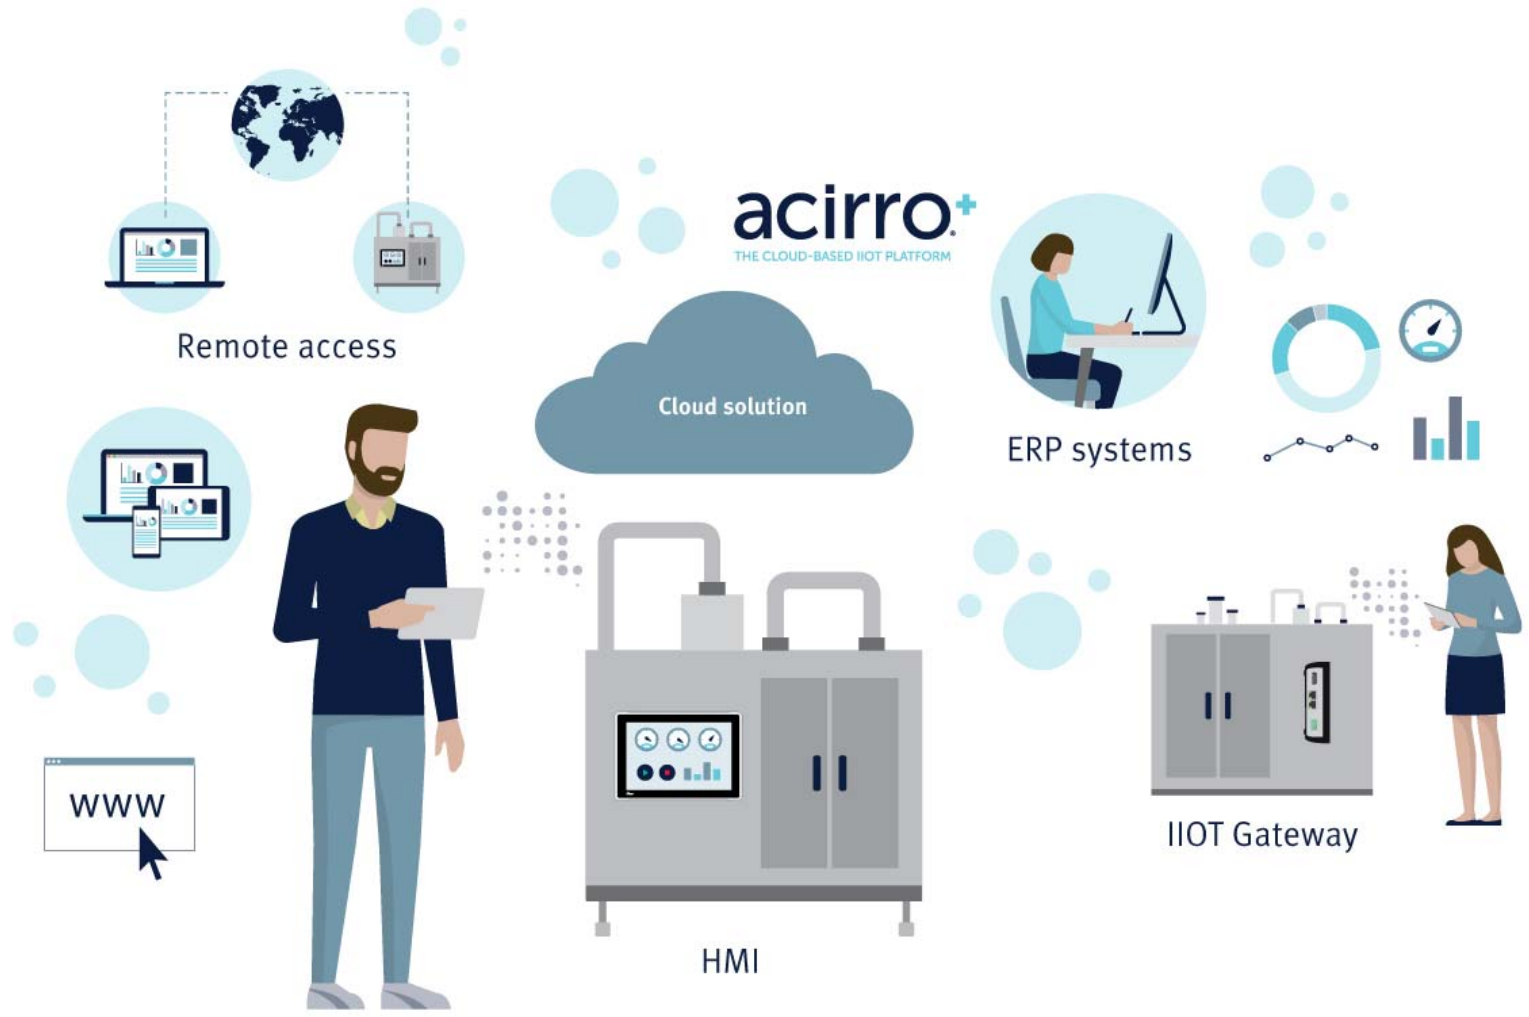 acirro+
THE CLOUD-BASED IIOT PLATFORM
Remote access
Cloud solution
ERP systems
www
IIOT Gateway
HMI